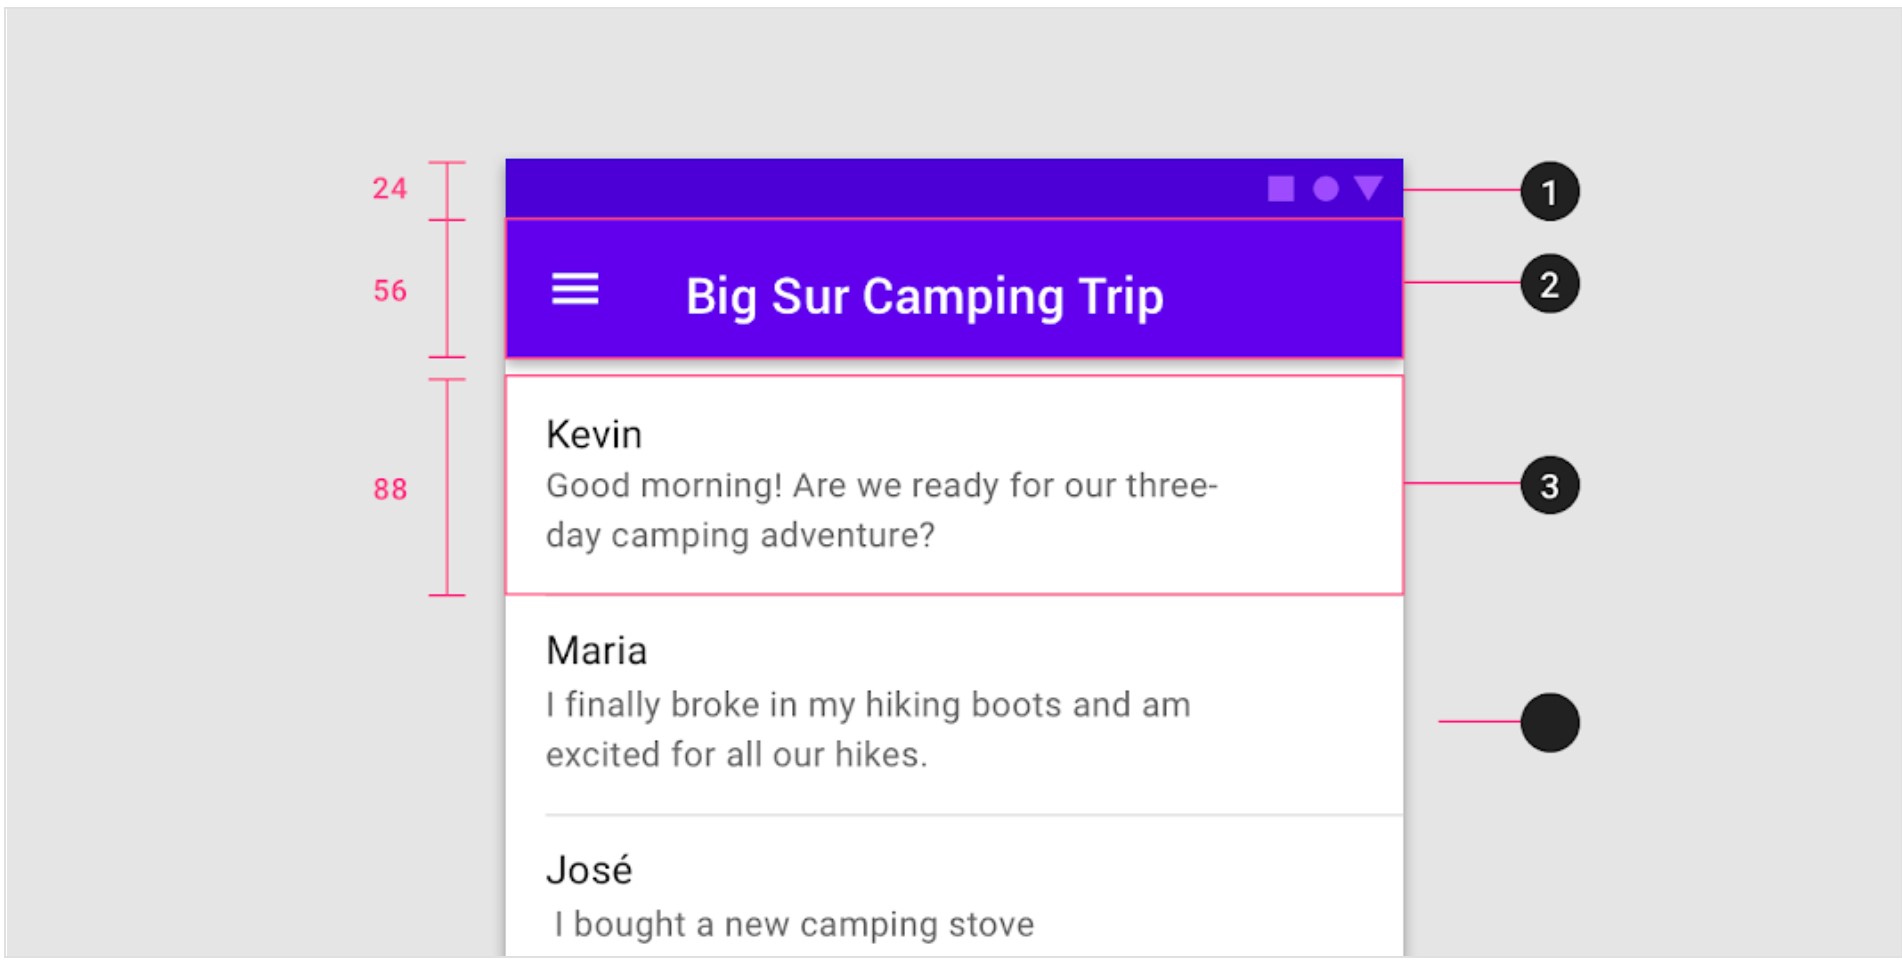 24
1
56
Big Sur Camping Trip
2
88
Kevin
Good morning! Are we ready for our three-
day camping adventure?
3
Maria
I finally broke in my hiking boots and am
excited for all our hikes.
José
I bought a new camping stove